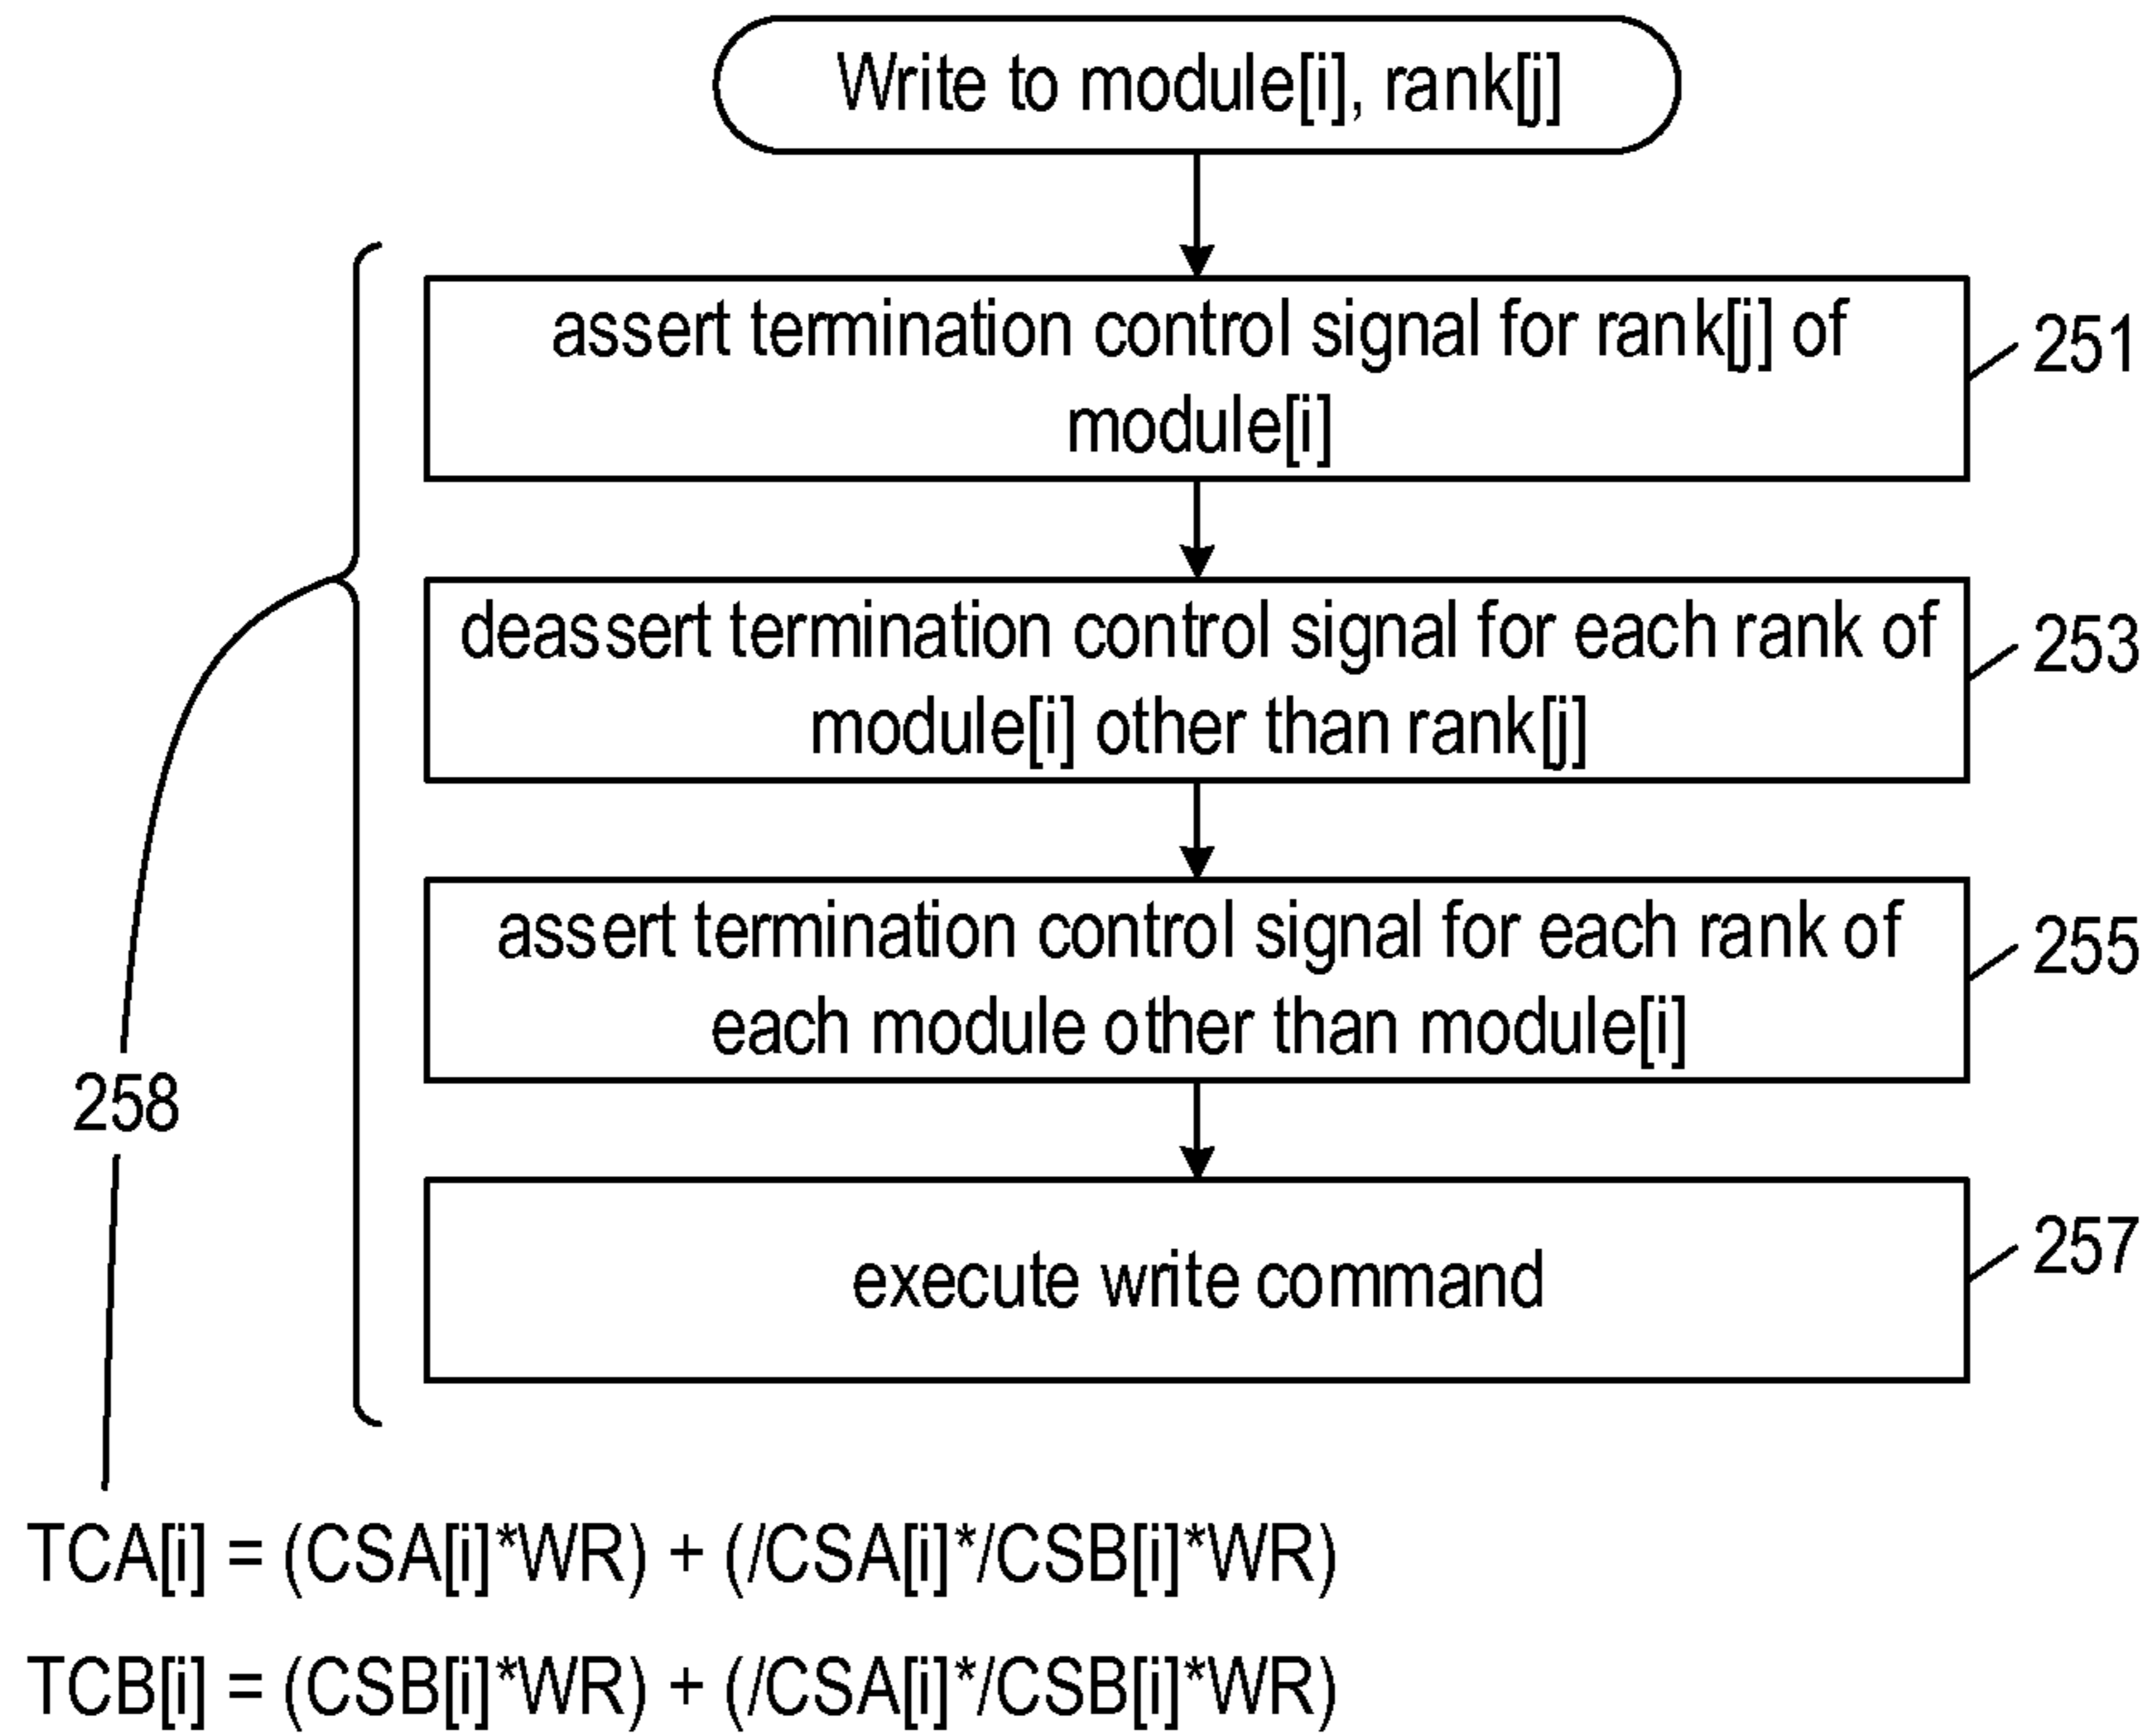 Write to module[i], rank[j]
assert termination control signal for rank[j] of
module[i]
251
deassert termination control signal for each rank of
module[i] other than rank[j]
253
assert termination control signal for each rank of
each module other than module[i]
255
258
execute write command
257
TCA[i] = (CSA[i]*WR) + (/CSA[i]*/CSB[i]*WR)
TCB[i] = (CSB[i]*WR) + (/CSA[i]*/CSB[i]*WR)